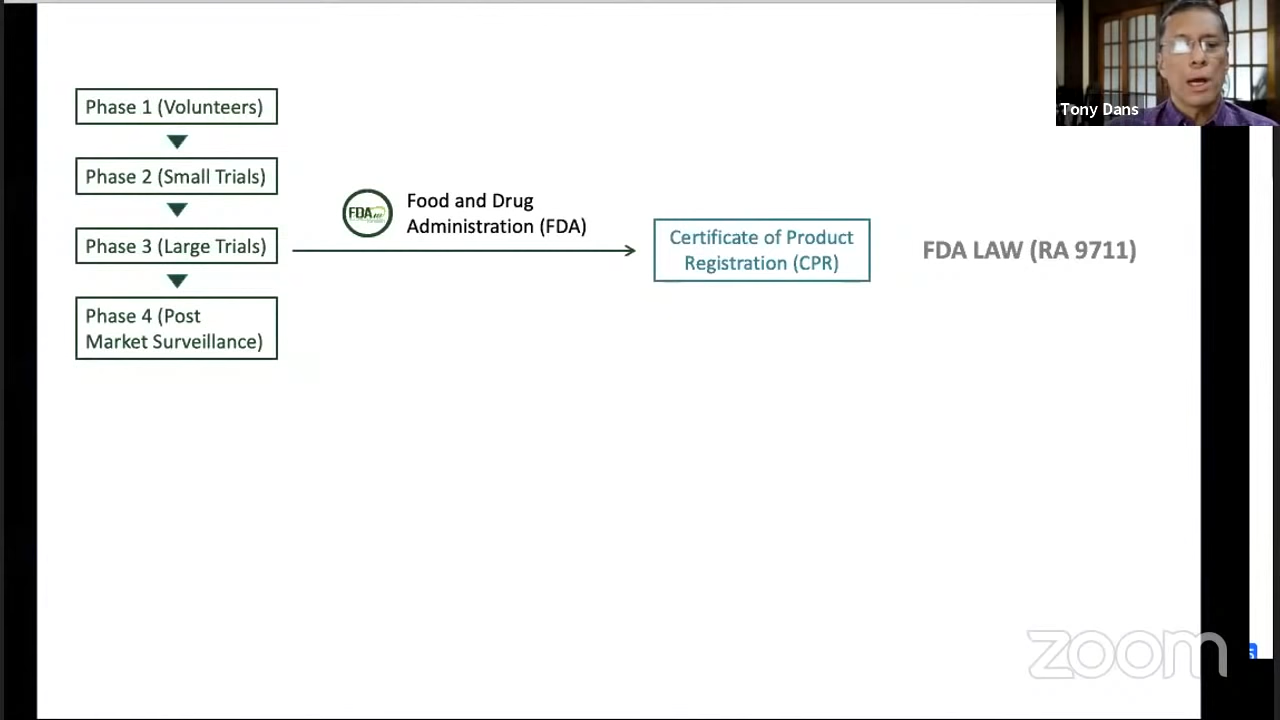 Tony Dans
Phase 1 (Volunteers)
Phase 2 (Small Trials)
Phase 3 (Large Trials)
Phase 4 (Post
Market Surveillance)
FDA
Food and Drug
Administration (FDA)
Certificate of Product
Registration (CPR)
FDA LAW (RA 9711)
zoom